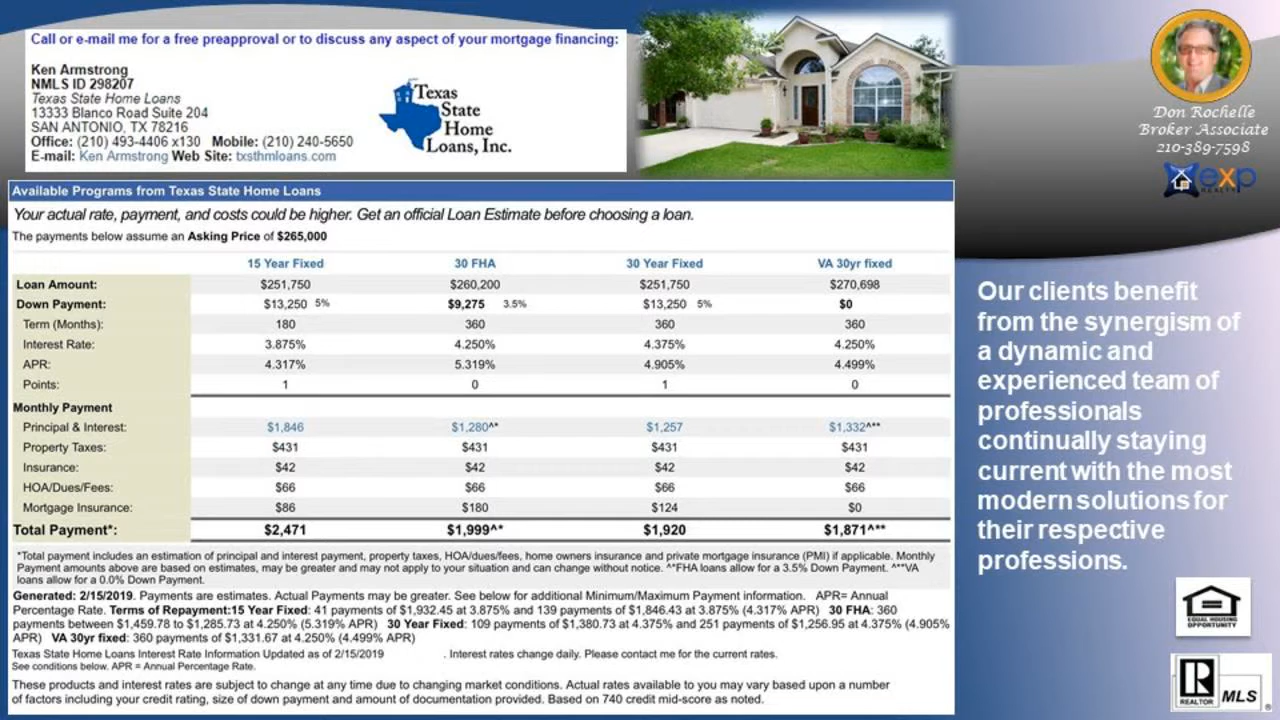 Call or e-mail me for a free preapproval or to discuss any aspect of your mortgage financing:
Ken Armstrong
NMLS ID 298207
Texas State Home Loans
13333 Blanco Road Suite 204
SAN ANTONIO, TX 78216
Office: (210) 493-4406 x130 Mobile: (210) 240-5650
E-mail: Ken Armstrong Web Site: txsthmloans.com
Texas
State
Home
Loans, Inc.
Don Rochelle
Broker Associate
210-389-7598
exp
REALTY
Available Programs from Texas State Home Loans
Your actual rate, payment, and costs could be higher. Get an official Loan Estimate before choosing a loan.
The payments below assume an Asking Price of $265,000
15 Year Fixed 30 FHA 30 Year Fixed VA 30yr fixed
Loan Amount: $251,750 $260,200 $251,750 $270,698
Down Payment: $13,250 5% $9,275 3.5% $13,250 5% $0
Term (Months): 180 360 360 360
Interest Rate: 3.875% 4.250% 4.375% 4.250%
APR: 4.317% 5.319% 4.905% 4.499%
Points: 1 0 1 0
Monthly Payment
Principal & Interest: $1,846 $1,280^* $1,257 $1,332^**
Property Taxes: $431 $431 $431 $431
Insurance: $42 $42 $42 $42
HOA/Dues/Fees: $66 $66 $66 $66
Mortgage Insurance: $86 $180 $124 $0
Total Payment*: $2,471 $1,999^* $1,920 $1,871^**
*Total payment includes an estimation of principal and interest payment, property taxes, HOA/dues/fees, home owners insurance and private mortgage insurance (PMI) if applicable. Monthly
Payment amounts above are based on estimates, may be greater and may not apply to your situation and can change without notice. ^*FHA loans allow for a 3.5% Down Payment. ^**VA
loans allow for a 0.0% Down Payment.
Generated: 2/15/2019. Payments are estimates. Actual Payments may be greater. See below for additional Minimum/Maximum Payment information. APR= Annual
Percentage Rate. Terms of Repayment:15 Year Fixed: 41 payments of $1,932.45 at 3.875% and 139 payments of $1,846.43 at 3.875% (4.317% APR) 30 FHA: 360
payments between $1,459.78 to $1,285.73 at 4.250% (5.319% APR) 30 Year Fixed: 109 payments of $1,380.73 at 4.375% and 251 payments of $1,256.95 at 4.375% (4.905%
APR) VA 30yr fixed: 360 payments of $1,331.67 at 4.250% (4.499% APR)
Texas State Home Loans Interest Rate Information Updated as of 2/15/2019 . Interest rates change daily. Please contact me for the current rates.
See conditions below. APR = Annual Percentage Rate.
These products and interest rates are subject to change at any time due to changing market conditions. Actual rates available to you may vary based upon a number
of factors including your credit rating, size of down payment and amount of documentation provided. Based on 740 credit mid-score as noted.
Our clients benefit
from the synergism of
a dynamic and
experienced team of
professionals
continually staying
current with the most
modern solutions for
their respective
professions.
EQUAL HOUSING
OPPORTUNITY
R
REALTOR
MLS
®